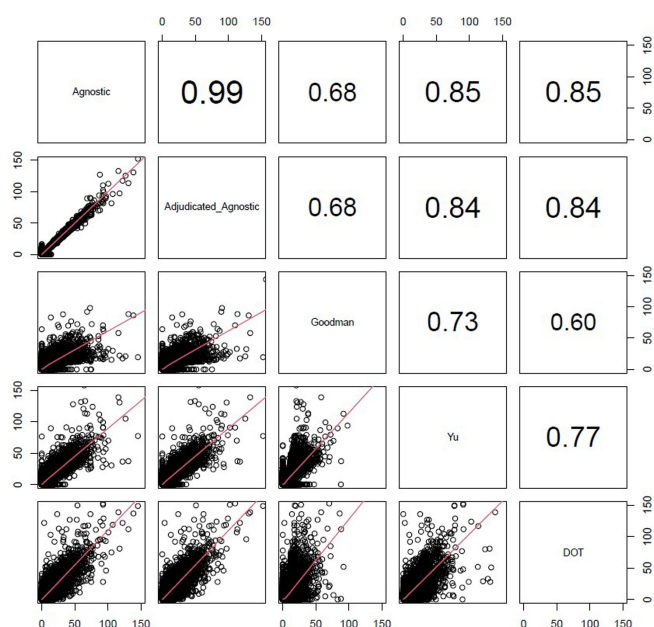 0 50 100 150 0 50 100 150
Agnostic 0.99 0.68 0.85 0.85 0 50 100 150
0 50 100 150 Adjudicated_Agnostic 0.68 0.84 0.84
Goodman 0.73 0.60 0 50 100 150
0 50 100 150 Yu 0.77
DOT 0 50 100 150
0 50 100 150 0 50 100 150 0 50 100 150